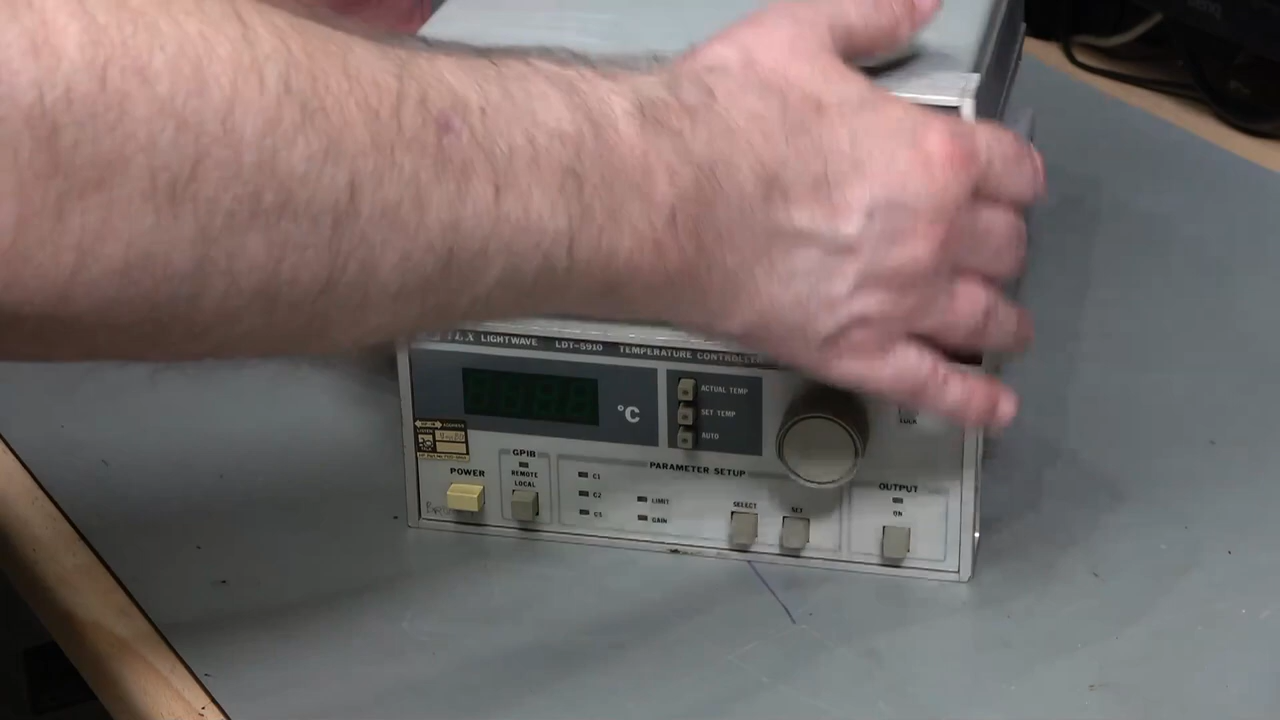 LIGHTWAVE LDT-5910 TEMPERATURE CONTROLLER
°C
ACTUAL TEMP
SET TEMP
AUTO
LOCK
POWER
GPIB
REMOTE
LOCAL
PARAMETER SETUP
C1
C2
C3
LIMIT
GAIN
SELECT
SET
OUTPUT
ON